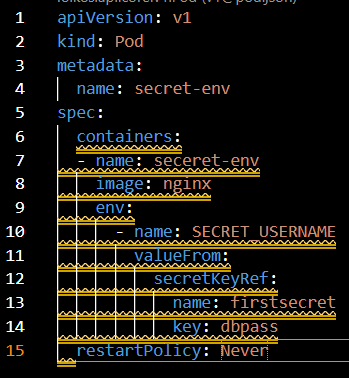 1 apiVersion: v1
2 kind: Pod
3 metadata:
4 name: secret-env
5 spec:
6 containers:
7 - name: seceret-env
8 image: nginx
9 env:
10 - name: SECRET_USERNAME
11 valueFrom:
12 secretKeyRef:
13 name: firstsecret
14 key: dbpass
15 restartPolicy: Never